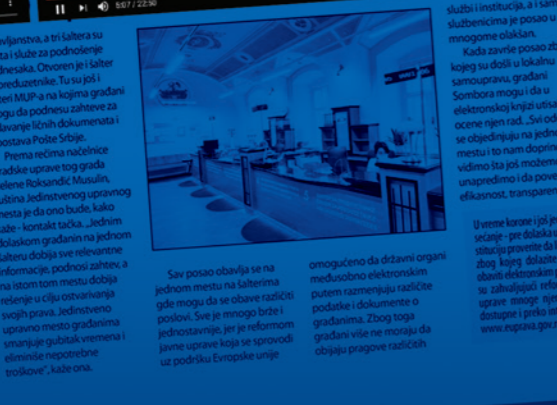 5:07 / 22:50
vljanstva, a tri šaltera su
ta i služe za podnošenje
dnesaka. Otvoren je i šalter
preduzetnike. Tu su još i
teri MUP-a na kojima građani
ogu da podnesu zahteve za
davanje ličnih dokumenata i
postava Pošte Srbije.
Prema rečima načelnice
radske uprave tog grada
elene Roksandić Musulin,
uština Jedinstvenog upravnog
mesta je da ono bude, kako
kaže - kontakt tačka. „Jednim
dolaskom građanin na jednom
šalteru dobija sve relevantne
informacije, podnosi zahtev, a
na istom tom mestu dobija
rešenje u cilju ostvarivanja
svojih prava. Jedinstveno
upravno mesto građanima
smanjuje gubitak vremena i
eliminiše nepotrebne
troškove", kaže ona.
Sav posao obavlja se na
jednom mestu na šalterima
gde mogu da se obave različiti
poslovi. Sve je mnogo brže i
jednostavnije, jer je reformom
javne uprave koja se sprovodi
uz podršku Evropske unije
omogućeno da državni organi
međusobno elektronskim
putem razmenjuju različite
podatke i dokumente o
građanima. Zbog toga
građani više ne moraju da
obijaju pragove različitih
službi i institucija, a i sam
službenicima je posao u
mnogome olakšan.
Kada završe posao zb
kojeg su došli u lokalnu
samoupravu, građani
Sombora mogu i da u
elektronskoj knjizi utis
ocene njen rad. „Svi od
se objedinjuju na jedn
mestu i to nam doprin
vidimo šta još možem
unapredimo i da pove
efikasnost, transparen
U vreme korone i još je
sećanje - pre dolaska u
stituciju proverite da l
zbog kojeg dolazite
obaviti elektronskim
su zahvaljujući refo
uprave mnoge njih
dostupne i preko in
www.euprava.gov.r